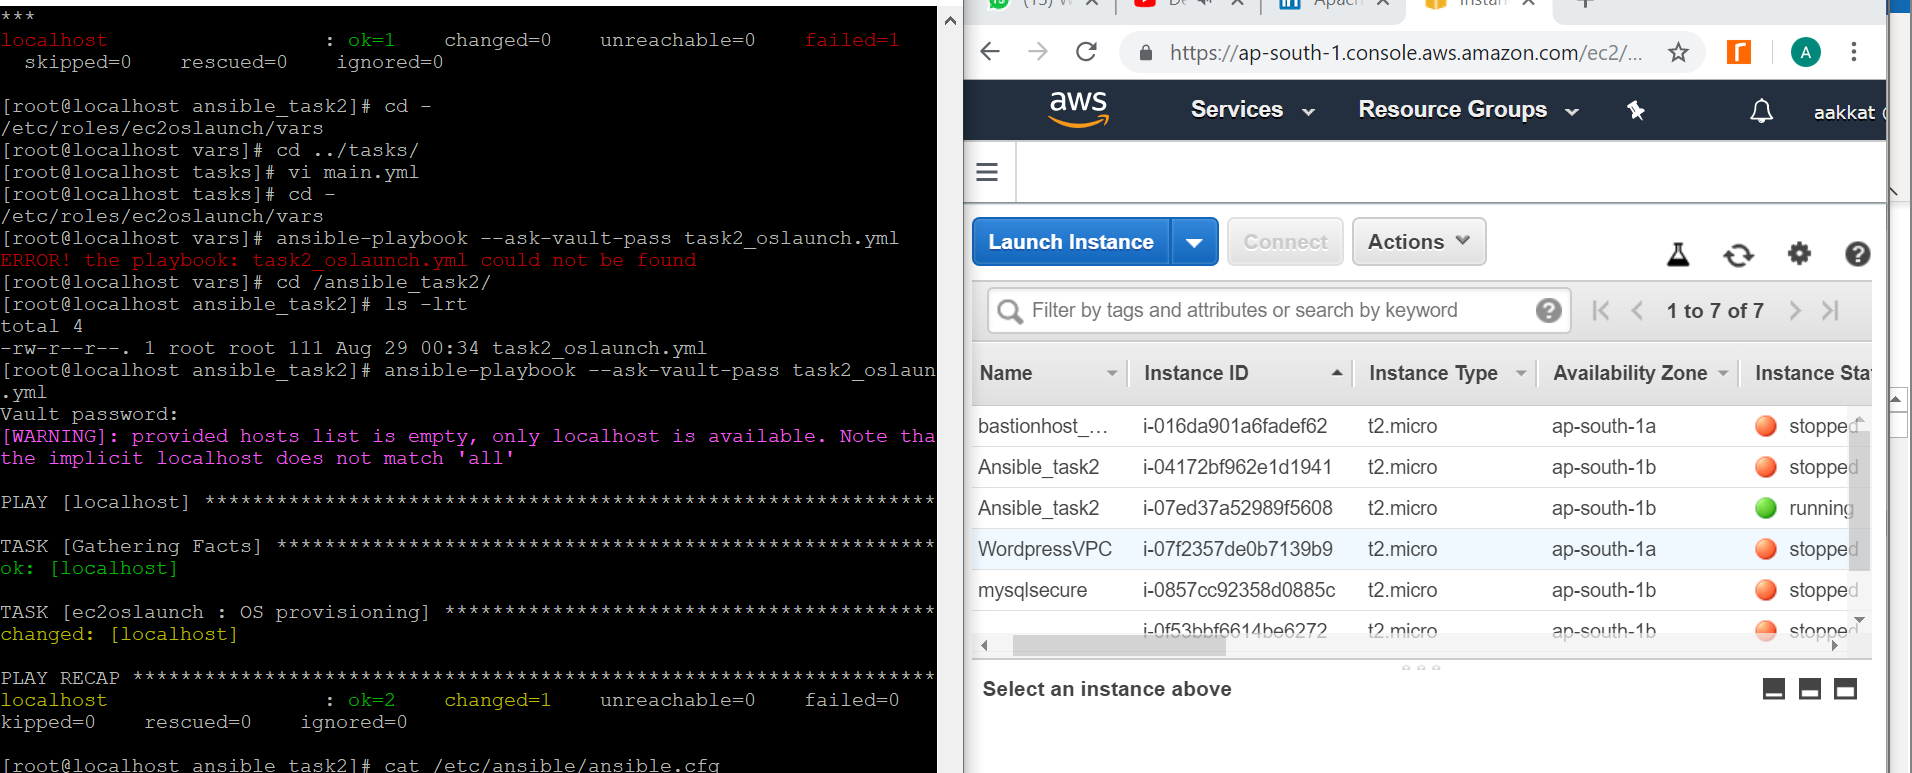 ***
localhost : ok=1 changed=0 unreachable=0 failed=1
skipped=0 rescued=0 ignored=0
[root@localhost ansible_task2]# cd -
/etc/roles/ec2oslaunch/vars
[root@localhost vars]# cd ../tasks/
[root@localhost tasks]# vi main.yml
[root@localhost tasks]# cd -
/etc/roles/ec2oslaunch/vars
[root@localhost vars]# ansible-playbook --ask-vault-pass task2_oslaunch.yml
ERROR! the playbook: task2_oslaunch.yml could not be found
[root@localhost vars]# cd /ansible_task2/
[root@localhost ansible_task2]# ls -lrt
total 4
-rw-r--r--. 1 root root 111 Aug 29 00:34 task2_oslaunch.yml
[root@localhost ansible_task2]# ansible-playbook --ask-vault-pass task2_oslaun
.yml
Vault password:
[WARNING]: provided hosts list is empty, only localhost is available. Note tha
the implicit localhost does not match 'all'
PLAY [localhost] *************************************************************
TASK [Gathering Facts] *******************************************************
ok: [localhost]
TASK [ec2oslaunch : OS provisioning] *****************************************
changed: [localhost]
PLAY RECAP *******************************************************************
localhost : ok=2 changed=1 unreachable=0 failed=0
kipped=0 rescued=0 ignored=0
[root@localhost ansible_task2]# cat /etc/ansible/ansible.cfg
https://ap-south-1.console.aws.amazon.com/ec2/...
A
aws Services Resource Groups aakkat
Launch Instance Connect Actions
Filter by tags and attributes or search by keyword 1 to 7 of 7
Name Instance ID Instance Type Availability Zone Instance Sta
bastionhost_... i-016da901a6fadef62 t2.micro ap-south-1a stopped
Ansible_task2 i-04172bf962e1d1941 t2.micro ap-south-1b stopped
Ansible_task2 i-07ed37a52989f5608 t2.micro ap-south-1b running
WordpressVPC i-07f2357de0b7139b9 t2.micro ap-south-1a stopped
mysqlsecure i-0857cc92358d0885c t2.micro ap-south-1b stopped
i-0f53bbf6614be6272 t2.micro ap-south-1b stopped
Select an instance above